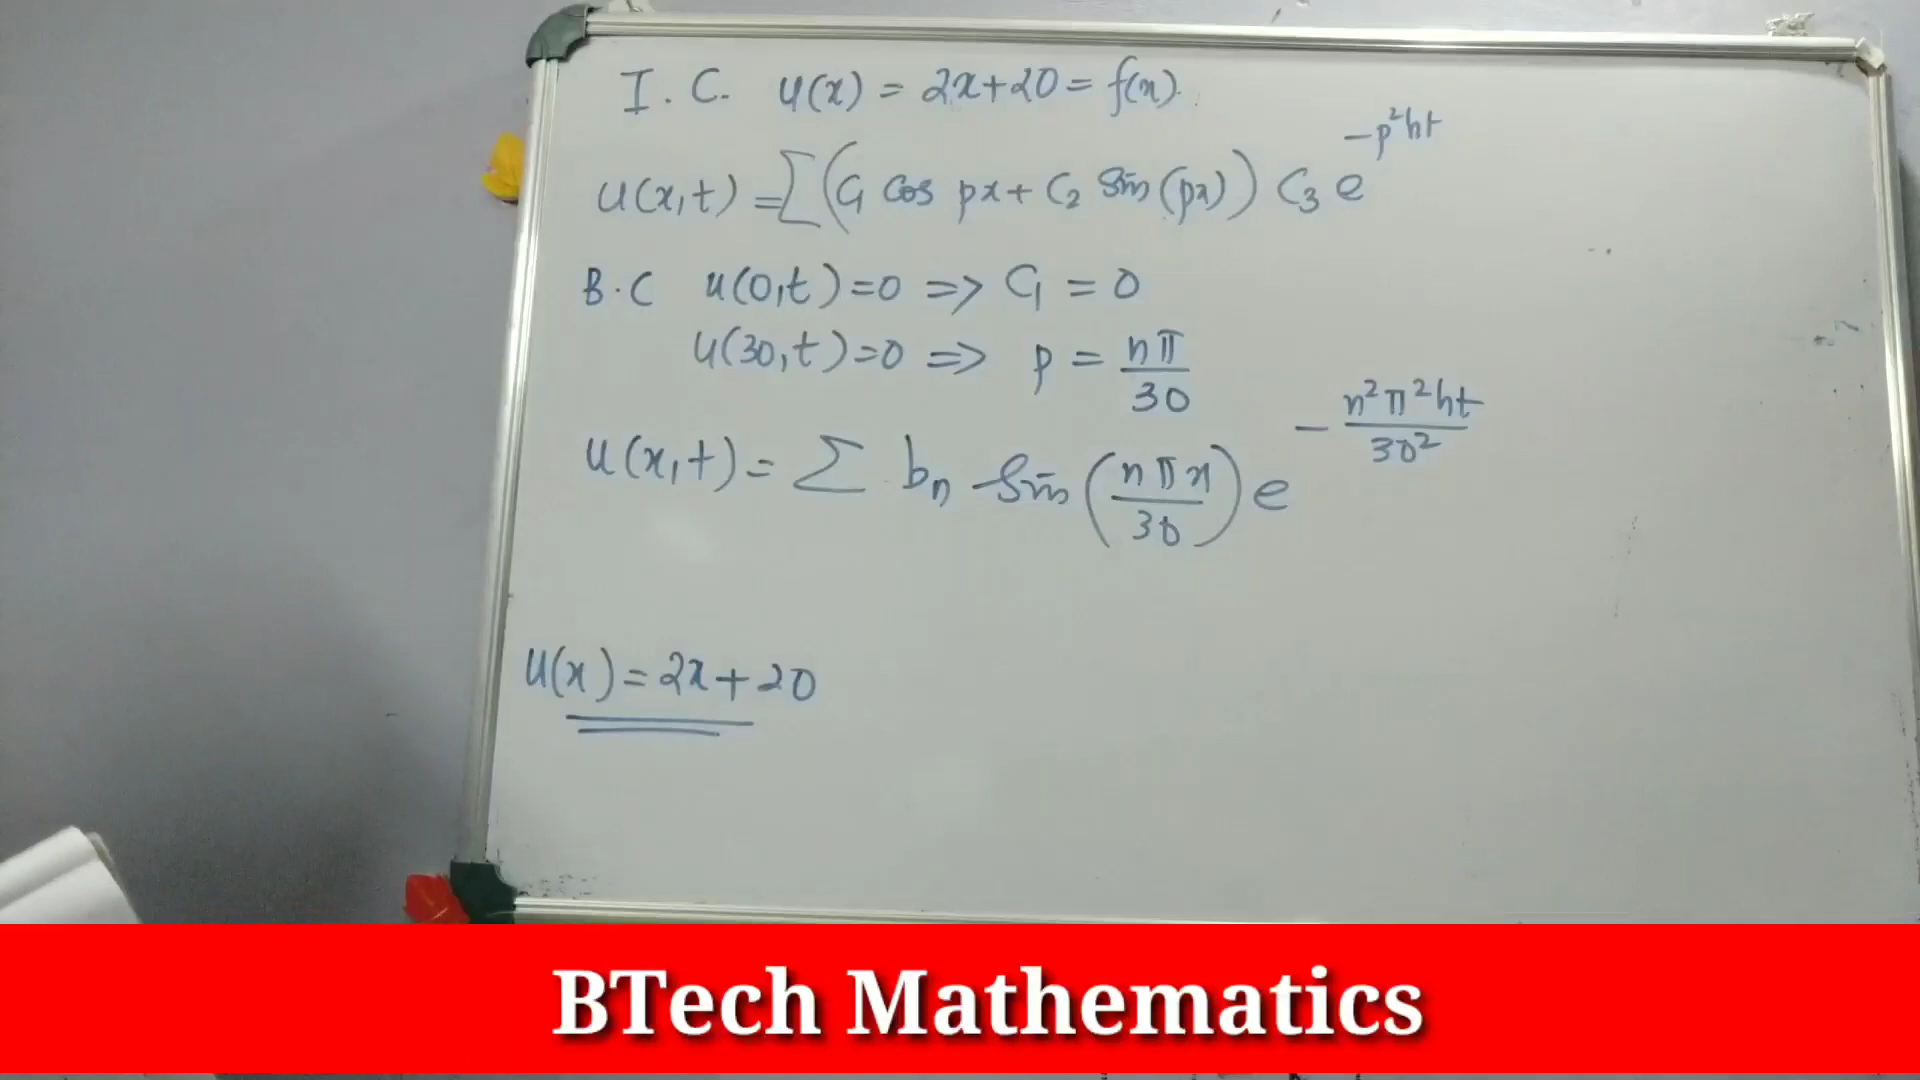 I. C. u(x) = 2x+20 = f(x).
u(x,t) = ∑ (C₁ cos px + C₂ sin(px)) C₃ e^{-p²ht}
B.C u(0,t)=0 => C₁ = 0
u(30,t)=0 => p = nπ/30
u(x,t) = ∑ bₙ sin(nπx/30) e^{-n²π²ht/30²}
u(x) = 2x+20
BTech Mathematics